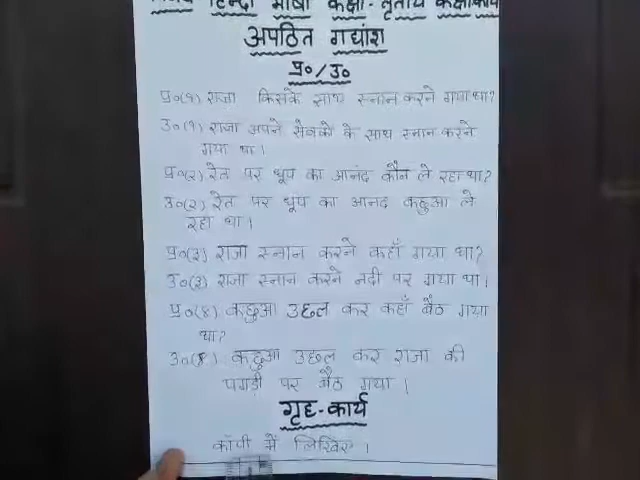 विषय हिन्दी भाषा कक्षा-तृतीय कक्षाकार्य
अपठित गद्यांश
प्र०/उ०
प्र०(१) राजा किसके साथ स्नान करने गया था?
उ०(१) राजा अपने सेवकों के साथ स्नान करने
गया था।
प्र०(२) रेत पर धूप का आनंद कौन ले रहा था?
उ०(२) रेत पर धूप का आनंद कछुआ ले
रहा था।
प्र०(३) राजा स्नान करने कहाँ गया था?
उ०(३) राजा स्नान करने नदी पर गया था।
प्र०(४) कछुआ उछल कर कहाँ बैठ गया
था?
उ०(४) कछुआ उछल कर राजा की
पगड़ी पर बैठ गया।
गृह-कार्य
कॉपी में लिखिए।